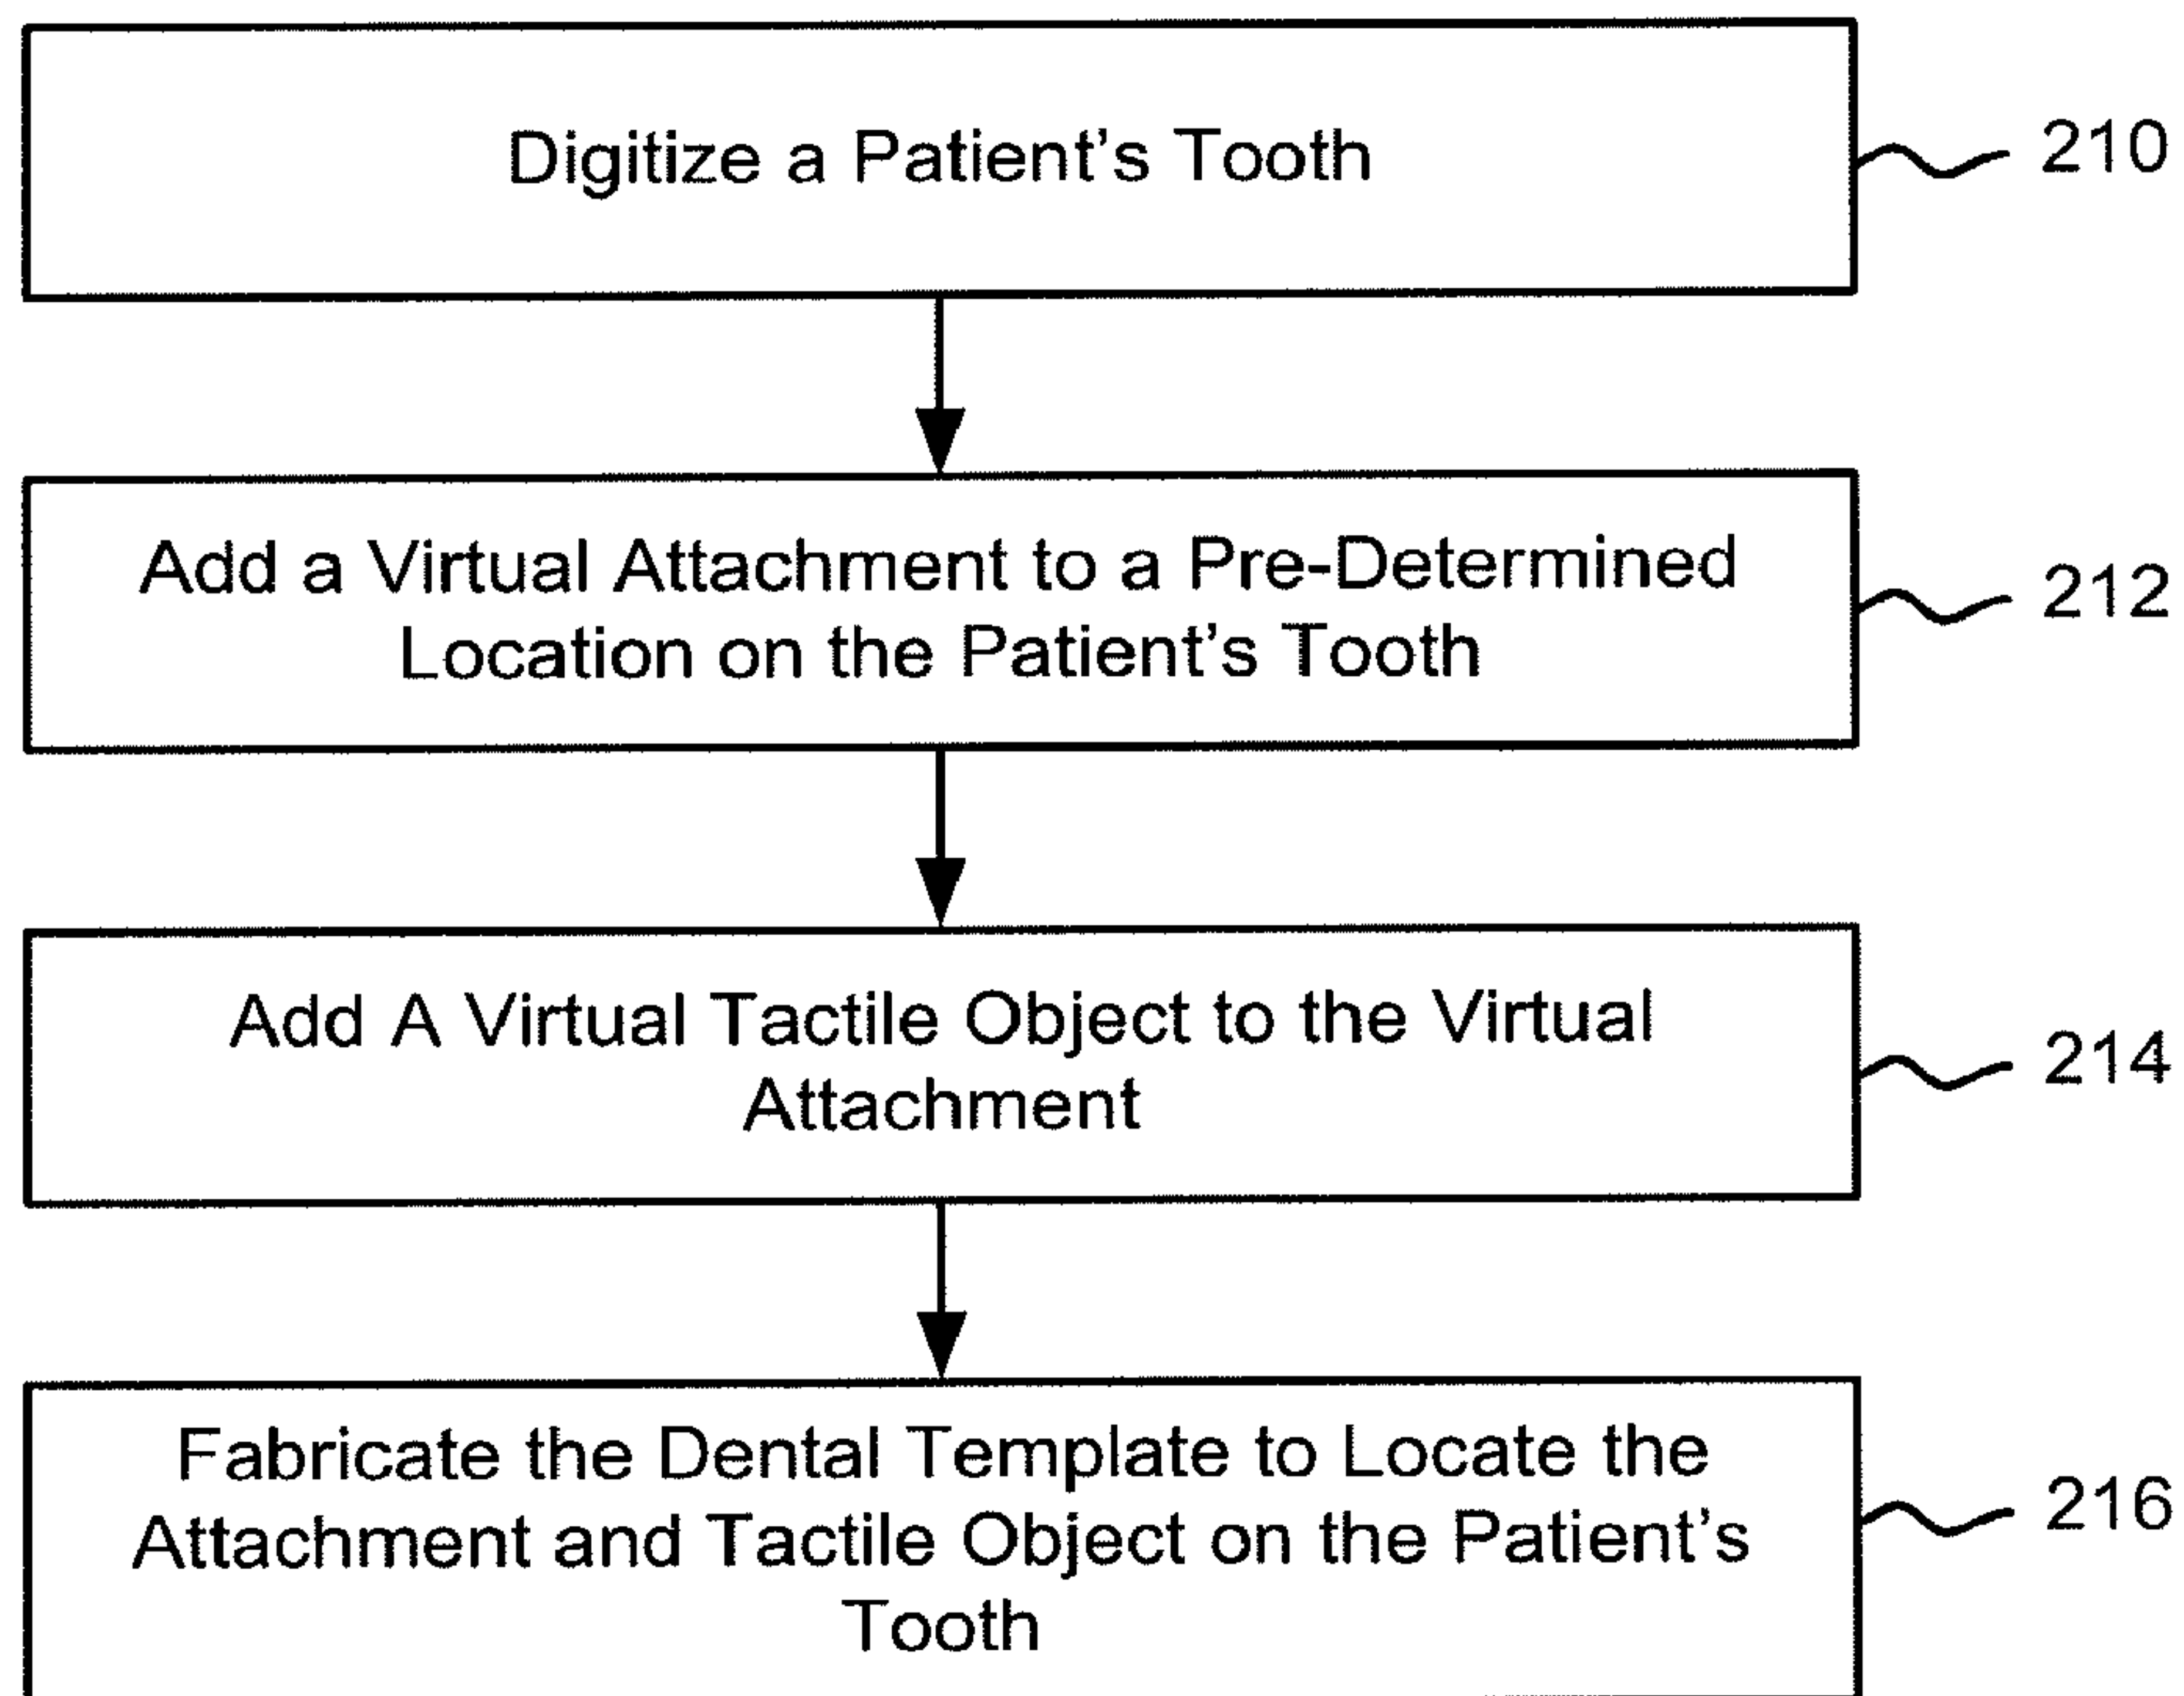 Digitize a Patient's Tooth
210
Add a Virtual Attachment to a Pre-Determined
Location on the Patient's Tooth
212
Add A Virtual Tactile Object to the Virtual
Attachment
214
Fabricate the Dental Template to Locate the
Attachment and Tactile Object on the Patient's
Tooth
216